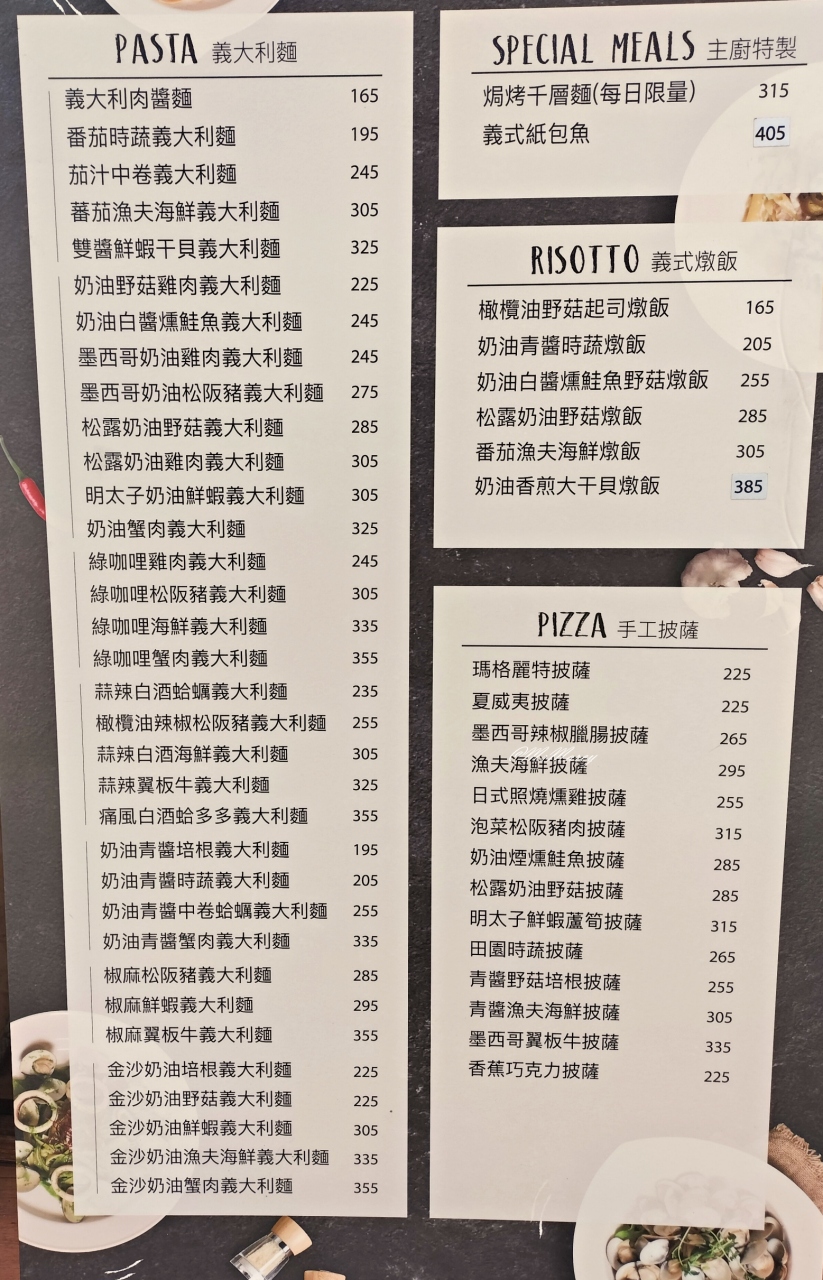 PASTA 義大利麵
義大利肉醬麵 165
番茄時蔬義大利麵 195
茄汁中卷義大利麵 245
蕃茄漁夫海鮮義大利麵 305
雙醬鮮蝦干貝義大利麵 325
奶油野菇雞肉義大利麵 225
奶油白醬燻鮭魚義大利麵 245
墨西哥奶油雞肉義大利麵 245
墨西哥奶油松阪豬義大利麵 275
松露奶油野菇義大利麵 285
松露奶油雞肉義大利麵 305
明太子奶油鮮蝦義大利麵 305
奶油蟹肉義大利麵 325
綠咖哩雞肉義大利麵 245
綠咖哩松阪豬義大利麵 305
綠咖哩海鮮義大利麵 335
綠咖哩蟹肉義大利麵 355
蒜辣白酒蛤蠣義大利麵 235
橄欖油辣椒松阪豬義大利麵 255
蒜辣白酒海鮮義大利麵 305
蒜辣翼板牛義大利麵 325
痛風白酒蛤多多義大利麵 355
奶油青醬培根義大利麵 195
奶油青醬時蔬義大利麵 205
奶油青醬中卷蛤蠣義大利麵 255
奶油青醬蟹肉義大利麵 335
椒麻松阪豬義大利麵 285
椒麻鮮蝦義大利麵 295
椒麻翼板牛義大利麵 355
金沙奶油培根義大利麵 225
金沙奶油野菇義大利麵 225
金沙奶油鮮蝦義大利麵 305
金沙奶油漁夫海鮮義大利麵 335
金沙奶油蟹肉義大利麵 355
SPECIAL MEALS 主廚特製
焗烤千層麵(每日限量) 315
義式紙包魚 405
RISOTTO 義式燉飯
橄欖油野菇起司燉飯 165
奶油青醬時蔬燉飯 205
奶油白醬燻鮭魚野菇燉飯 255
松露奶油野菇燉飯 285
番茄漁夫海鮮燉飯 305
奶油香煎大干貝燉飯 385
PIZZA 手工披薩
瑪格麗特披薩 225
夏威夷披薩 225
墨西哥辣椒臘腸披薩 265
漁夫海鮮披薩 295
日式照燒燻雞披薩 255
泡菜松阪豬肉披薩 315
奶油煙燻鮭魚披薩 285
松露奶油野菇披薩 285
明太子鮮蝦蘆筍披薩 315
田園時蔬披薩 265
青醬野菇培根披薩 255
青醬漁夫海鮮披薩 305
墨西哥翼板牛披薩 335
香蕉巧克力披薩 225